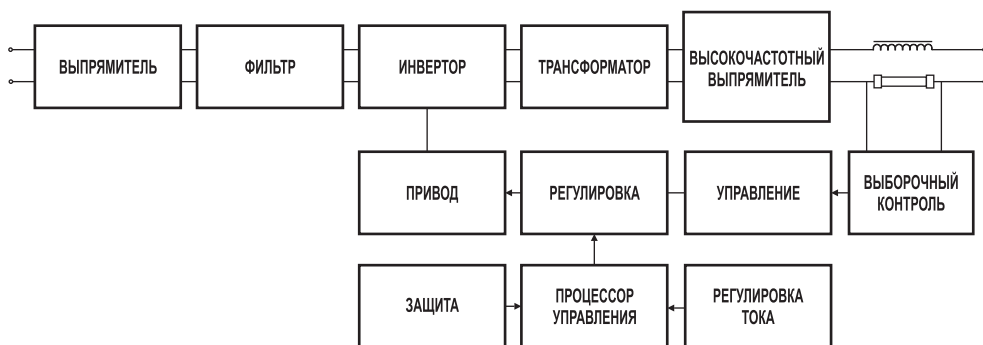 ВЫПРЯМИТЕЛЬ
ФИЛЬТР
ИНВЕРТОР
ТРАНСФОРМАТОР
ВЫСОКОЧАСТОТНЫЙ
ВЫПРЯМИТЕЛЬ
ПРИВОД
РЕГУЛИРОВКА
УПРАВЛЕНИЕ
ВЫБОРОЧНЫЙ
КОНТРОЛЬ
ЗАЩИТА
ПРОЦЕССОР
УПРАВЛЕНИЯ
РЕГУЛИРОВКА
ТОКА